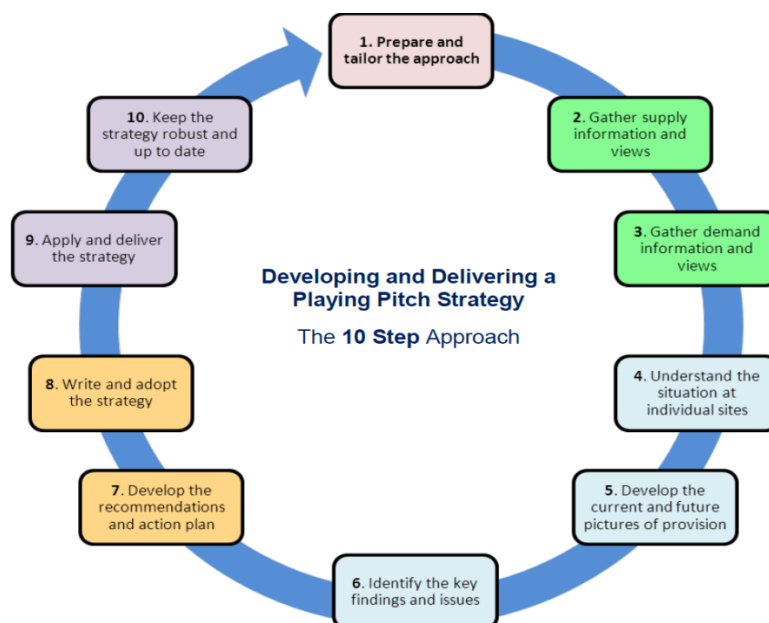 1. Prepare and
tailor the approach
2. Gather supply
information and
views
3. Gather demand
information and
views
4. Understand the
situation at
individual sites
5. Develop the
current and future
pictures of provision
6. Identify the key
findings and issues
7. Develop the
recommendations
and action plan
8. Write and adopt
the strategy
9. Apply and deliver
the strategy
10. Keep the
strategy robust and
up to date
Developing and Delivering a
Playing Pitch Strategy
The 10 Step Approach